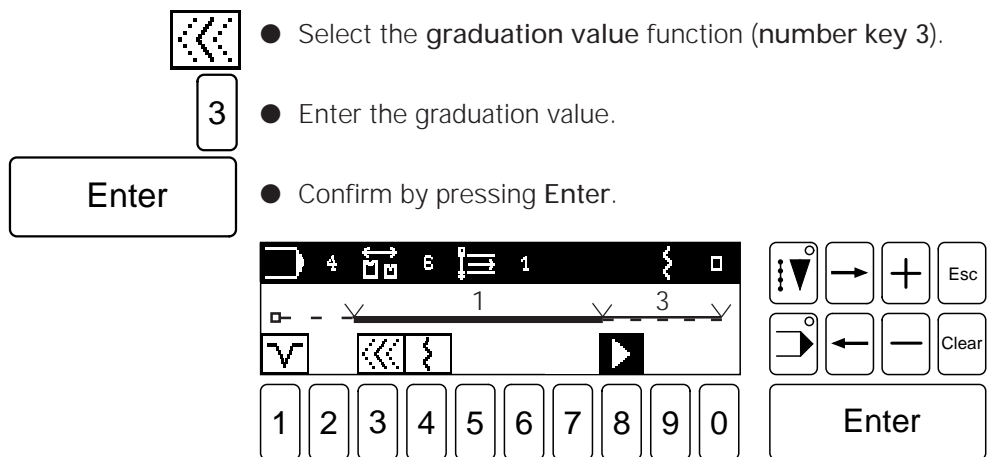 ● Select the graduation value function (number key 3).
3
● Enter the graduation value.
Enter
● Confirm by pressing Enter.
4 6 1 0
1 3
Esc
Clear
1 2 3 4 5 6 7 8 9 0
Enter